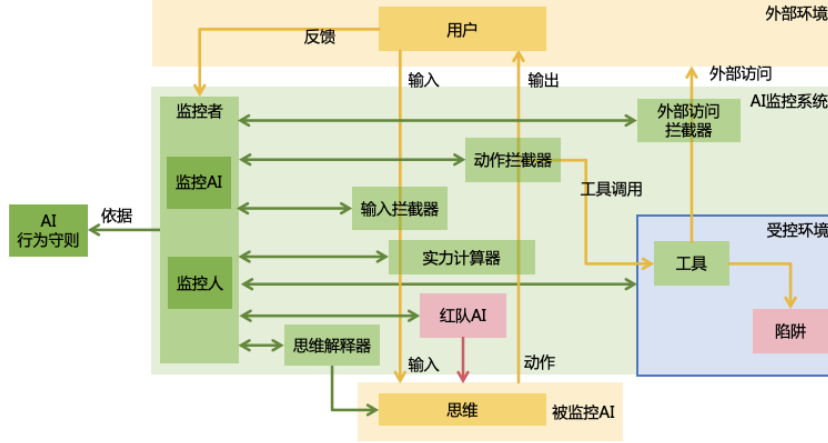 外部环境
用户
反馈
输入
输出
外部访问
AI监控系统
监控者
外部访问
拦截器
动作拦截器
监控AI
工具调用
输入拦截器
AI
行为守则
依据
受控环境
实力计算器
工具
监控人
红队AI
陷阱
思维解释器
输入
动作
思维
被监控AI